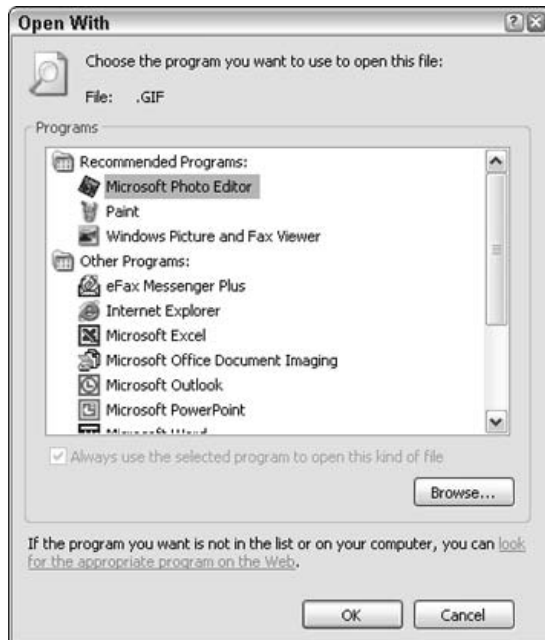 Open With
Choose the program you want to use to open this file:
File: .GIF
Programs
Recommended Programs:
Microsoft Photo Editor
Paint
Windows Picture and Fax Viewer
Other Programs:
eFax Messenger Plus
Internet Explorer
Microsoft Excel
Microsoft Office Document Imaging
Microsoft Outlook
Microsoft PowerPoint
Microsoft Word
Always use the selected program to open this kind of file
Browse...
If the program you want is not in the list or on your computer, you can look
for the appropriate program on the Web.
OK
Cancel